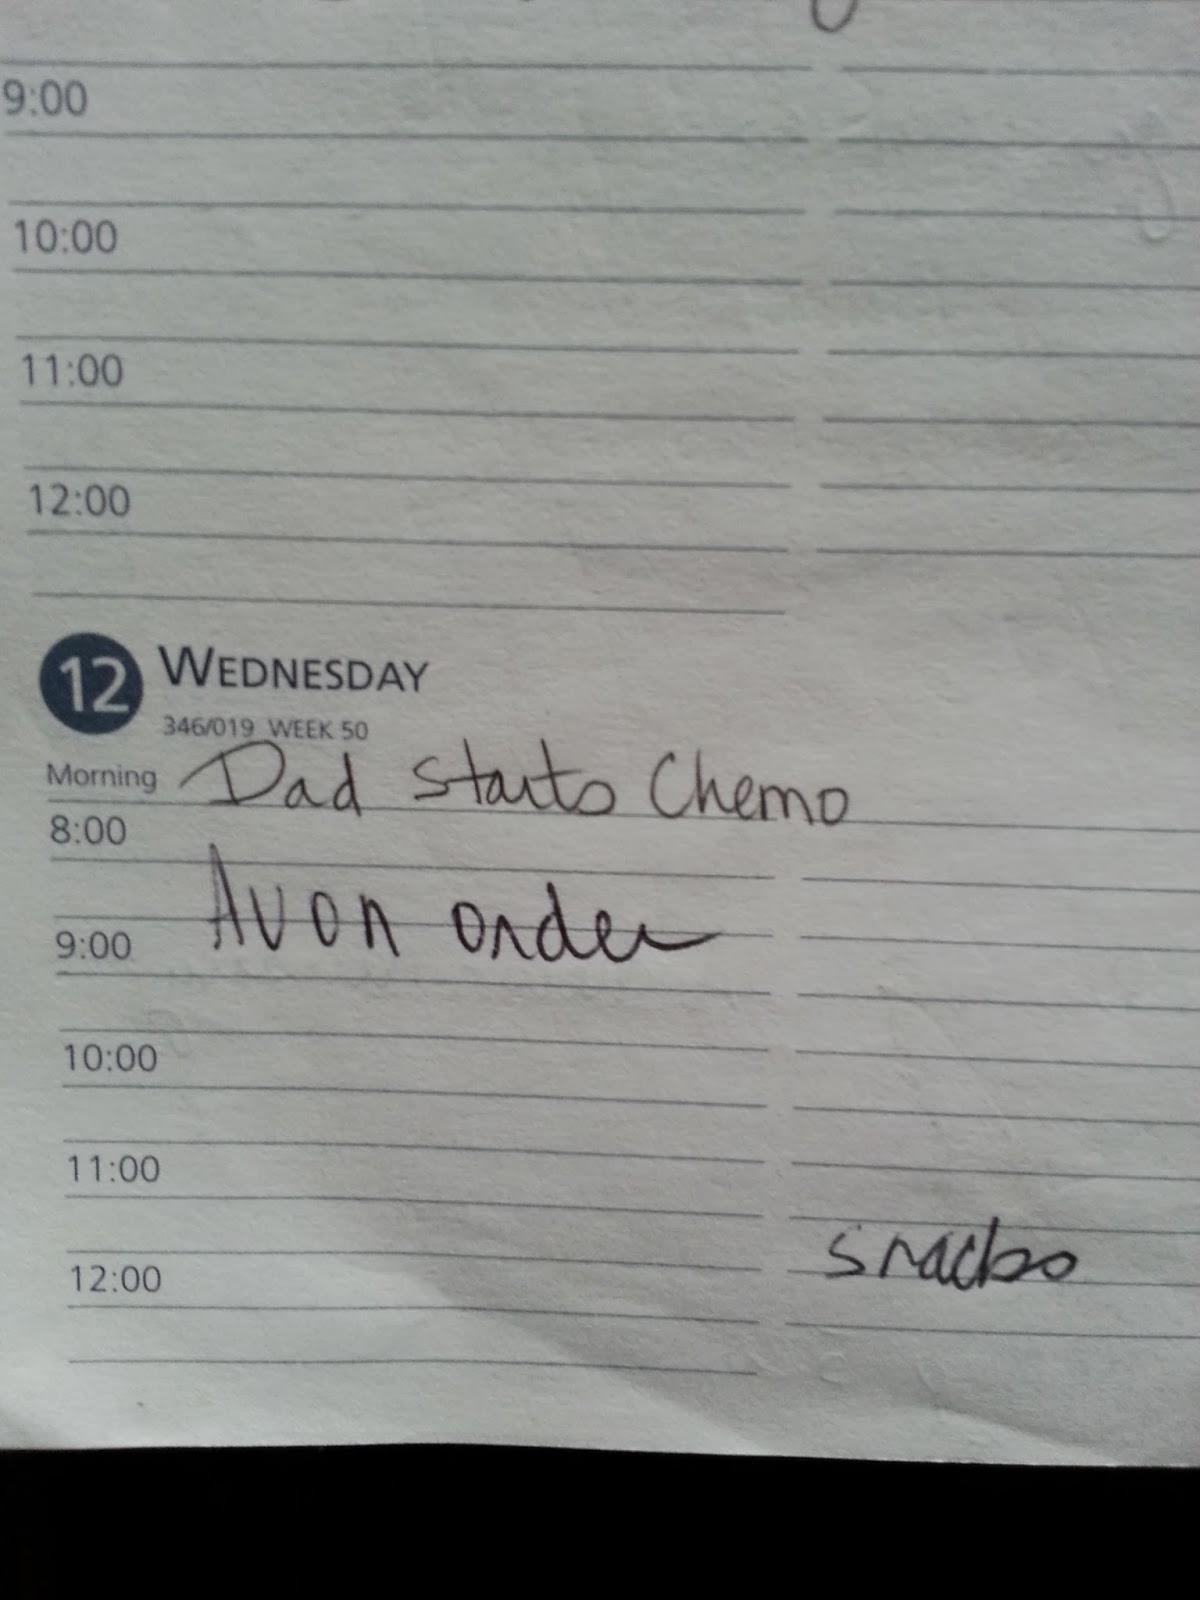 9:00
10:00
11:00
12:00
12 WEDNESDAY
346/019 WEEK 50
Morning Dad starts Chemo
8:00
Avon order
9:00
10:00
11:00
snacks
12:00